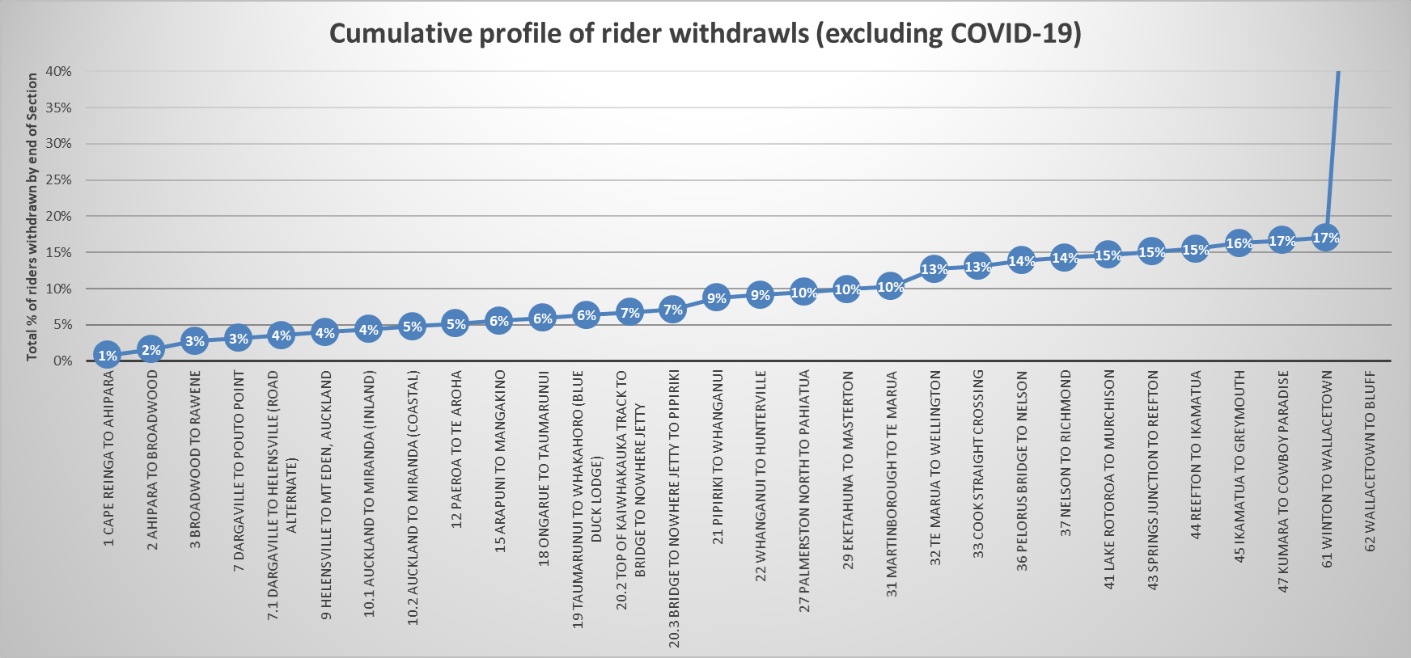 Cumulative profile of rider withdrawls (excluding COVID-19)
Total % of riders withdrawn by end of Section
40%
35%
30%
25%
20%
15%
10%
5%
0%
1%
2%
3%
3%
4%
4%
4%
5%
5%
6%
6%
6%
7%
7%
9%
9%
10%
10%
10%
13%
13%
14%
14%
15%
15%
15%
16%
17%
17%
1 CAPE REINGA TO AHIPARA
2 AHIPARA TO BROADWOOD
3 BROADWOOD TO RAWENE
7 DARGAVILLE TO POUTO POINT
7.1 DARGAVILLE TO HELENSVILLE (ROAD
ALTERNATE)
9 HELENSVILLE TO MT EDEN, AUCKLAND
10.1 AUCKLAND TO MIRANDA (INLAND)
10.2 AUCKLAND TO MIRANDA (COASTAL)
12 PAEROA TO TE AROHA
15 ARAPUNI TO MANGAKINO
18 ONGARUE TO TAUMARUNUI
19 TAUMARUNUI TO WHAKAHORO (BLUE
DUCK LODGE)
20.2 TOP OF KAIWHAKAUKA TRACK TO
BRIDGE TO NOWHERE JETTY
20.3 BRIDGE TO NOWHERE JETTY TO PIPIRIKI
21 PIPIRIKI TO WHANGANUI
22 WHANGANUI TO HUNTERVILLE
27 PALMERSTON NORTH TO PAHIATUA
29 EKETAHUNA TO MASTERTON
31 MARTINBOROUGH TO TE MARUA
32 TE MARUA TO WELLINGTON
33 COOK STRAIGHT CROSSING
36 PELORUS BRIDGE TO NELSON
37 NELSON TO RICHMOND
41 LAKE ROTOROA TO MURCHISON
43 SPRINGS JUNCTION TO REEFTON
44 REEFTON TO IKAMATUA
45 IKAMATUA TO GREYMOUTH
47 KUMARA TO COWBOY PARADISE
61 WINTON TO WALLACETOWN
62 WALLACETOWN TO BLUFF